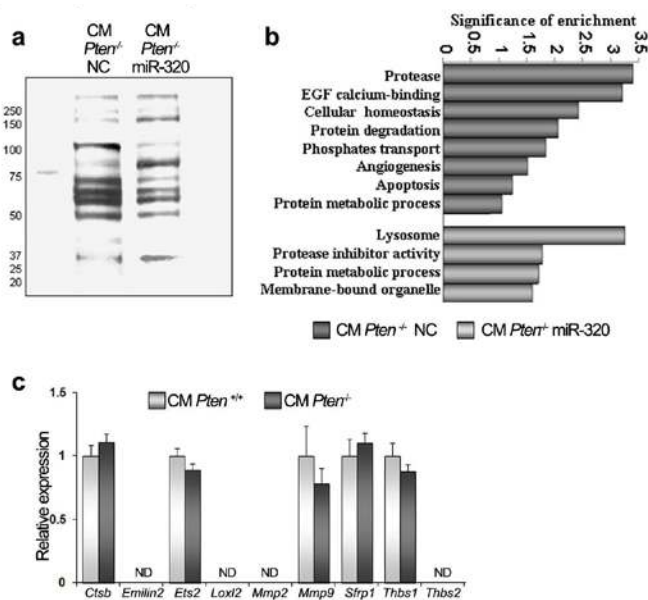 a
CM
Pten-/-
NC
CM
Pten-/-
miR-320
250
150
100
75
50
37
25
20
b
Significance of enrichment
0 0.5 1 1.5 2 2.5 3 3.5
Protease
EGF calcium-binding
Cellular homeostasis
Protein degradation
Phosphates transport
Angiogenesis
Apoptosis
Protein metabolic process
Lysosome
Protease inhibitor activity
Protein metabolic process
Membrane-bound organelle
CM Pten-/- NC CM Pten-/- miR-320
c
Relative expression
1.5
1
0.5
0
CM Pten+/+ CM Pten-/-
ND ND ND ND
Ctsb Emilin2 Ets2 Loxl2 Mmp2 Mmp9 Sfrp1 Thbs1 Thbs2